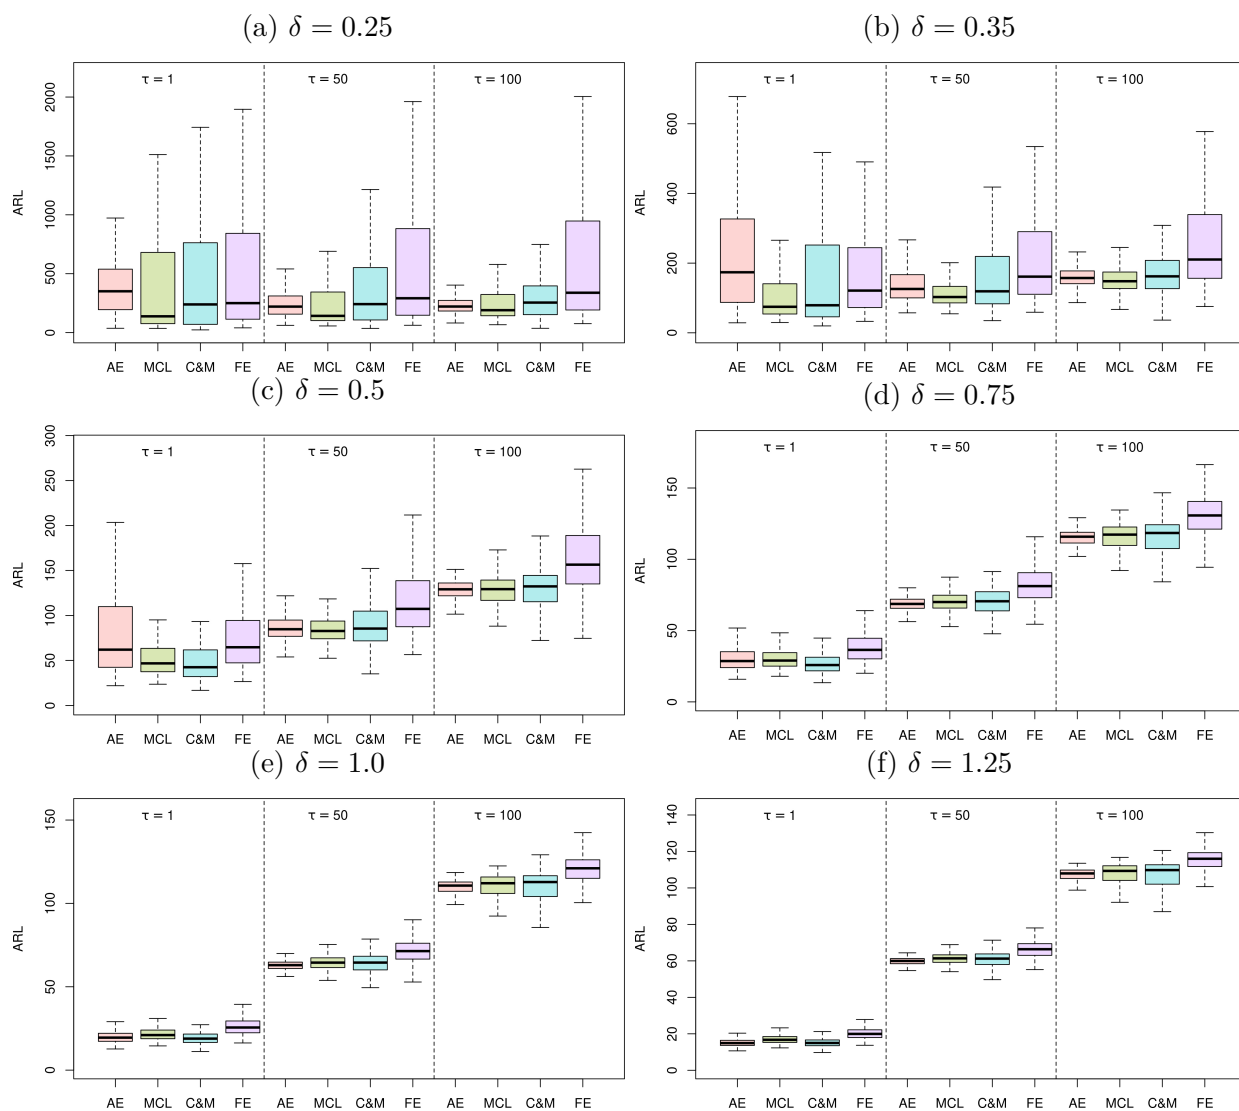 (a) δ = 0.25
ARL
0 500 1000 1500 2000
τ = 1 τ = 50 τ = 100
AE MCL C&M FE AE MCL C&M FE AE MCL C&M FE
(b) δ = 0.35
ARL
0 200 400 600
τ = 1 τ = 50 τ = 100
AE MCL C&M FE AE MCL C&M FE AE MCL C&M FE
(c) δ = 0.5
ARL
0 50 100 150 200 250 300
τ = 1 τ = 50 τ = 100
AE MCL C&M FE AE MCL C&M FE AE MCL C&M FE
(d) δ = 0.75
ARL
0 50 100 150
τ = 1 τ = 50 τ = 100
AE MCL C&M FE AE MCL C&M FE AE MCL C&M FE
(e) δ = 1.0
ARL
0 50 100 150
τ = 1 τ = 50 τ = 100
AE MCL C&M FE AE MCL C&M FE AE MCL C&M FE
(f) δ = 1.25
ARL
0 20 40 60 80 100 120 140
τ = 1 τ = 50 τ = 100
AE MCL C&M FE AE MCL C&M FE AE MCL C&M FE